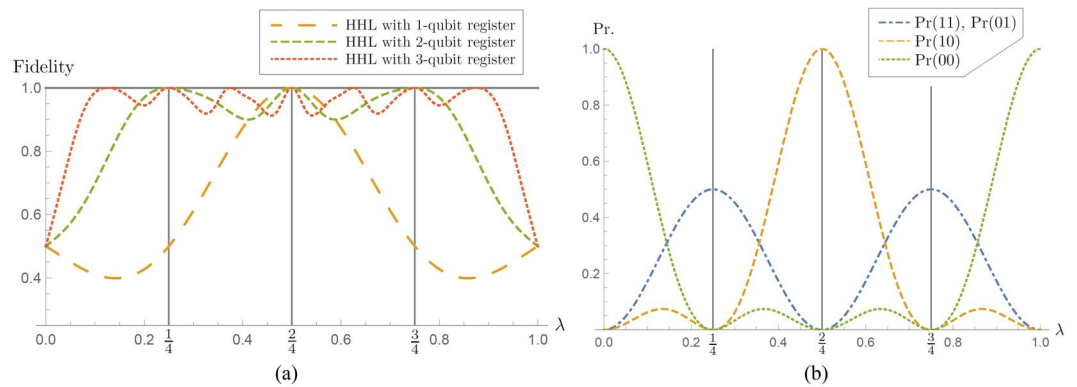 HHL with 1-qubit register
HHL with 2-qubit register
HHL with 3-qubit register
Fidelity
1.0
0.8
0.6
0.4
0.0 0.2 1/4 0.4 2/4 0.6 3/4 0.8 1.0 λ
(a)
Pr(11), Pr(01)
Pr(10)
Pr(00)
Pr.
1.0
0.8
0.6
0.4
0.2
0.0 0.2 1/4 0.4 2/4 0.6 3/4 0.8 1.0 λ
(b)